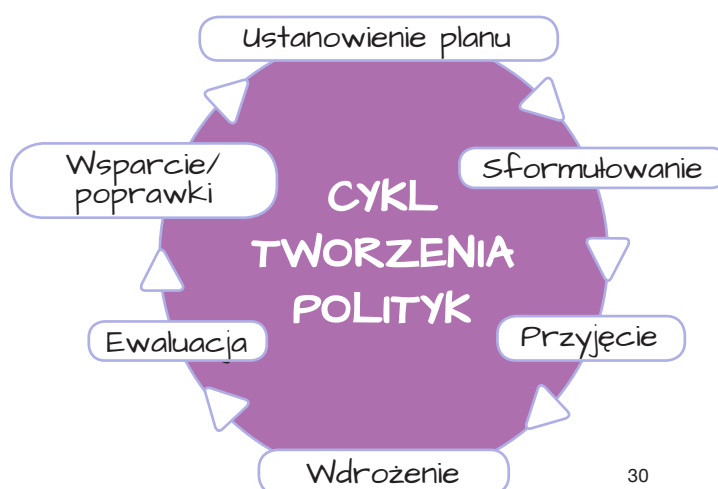 Ustanowienie planu
Sformułowanie
Przyjęcie
Wdrożenie
Ewaluacja
Wsparcie/
poprawki
CYKL
TWORZENIA
POLITYK
30